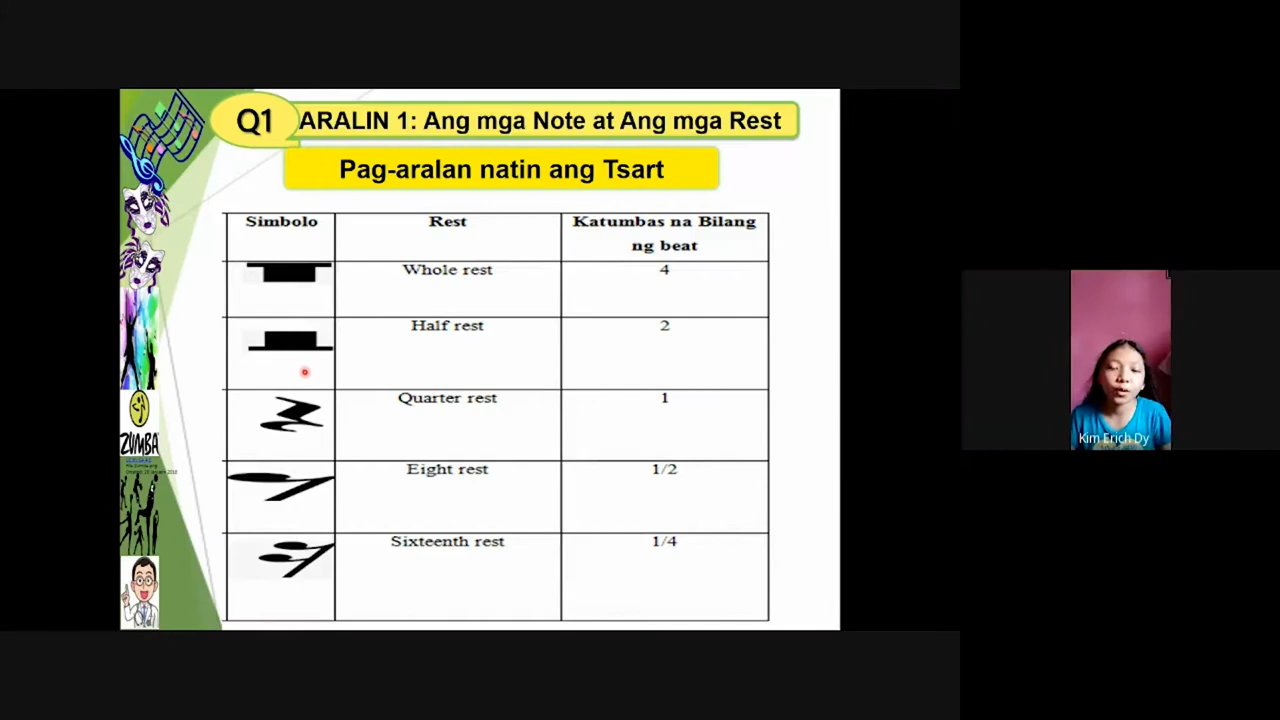 Q1
ARALIN 1: Ang mga Note at Ang mga Rest
Pag-aralan natin ang Tsart
Simbolo Rest Katumbas na Bilang
ng beat
Whole rest 4
Half rest 2
Quarter rest 1
Eight rest 1/2
Sixteenth rest 1/4
ZUMBA
Kim Erich Dy